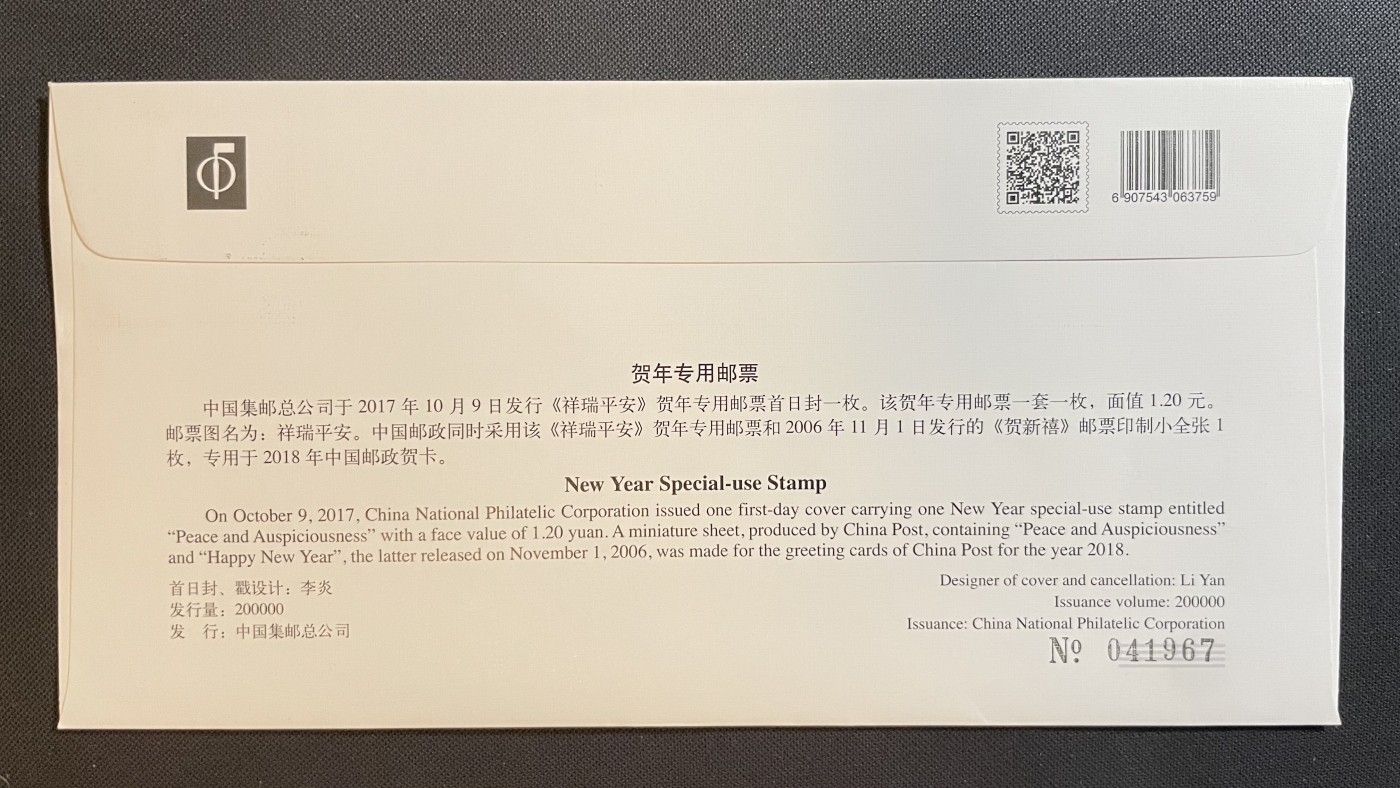 6 907543 063759
贺年专用邮票
中国集邮总公司于 2017 年 10 月 9 日发行《祥瑞平安》贺年专用邮票首日封一枚。该贺年专用邮票一套一枚，面值 1.20 元。
邮票图名为：祥瑞平安。中国邮政同时采用该《祥瑞平安》贺年专用邮票和 2006 年 11 月 1 日发行的《贺新禧》邮票印制小全张 1
枚，专用于 2018 年中国邮政贺卡。
New Year Special-use Stamp
On October 9, 2017, China National Philatelic Corporation issued one first-day cover carrying one New Year special-use stamp entitled
“Peace and Auspiciousness” with a face value of 1.20 yuan. A miniature sheet, produced by China Post, containing “Peace and Auspiciousness”
and “Happy New Year”, the latter released on November 1, 2006, was made for the greeting cards of China Post for the year 2018.
首日封、戳设计：李炎
发行量：200000
发　行：中国集邮总公司
Designer of cover and cancellation: Li Yan
Issuance volume: 200000
Issuance: China National Philatelic Corporation
№ 041967